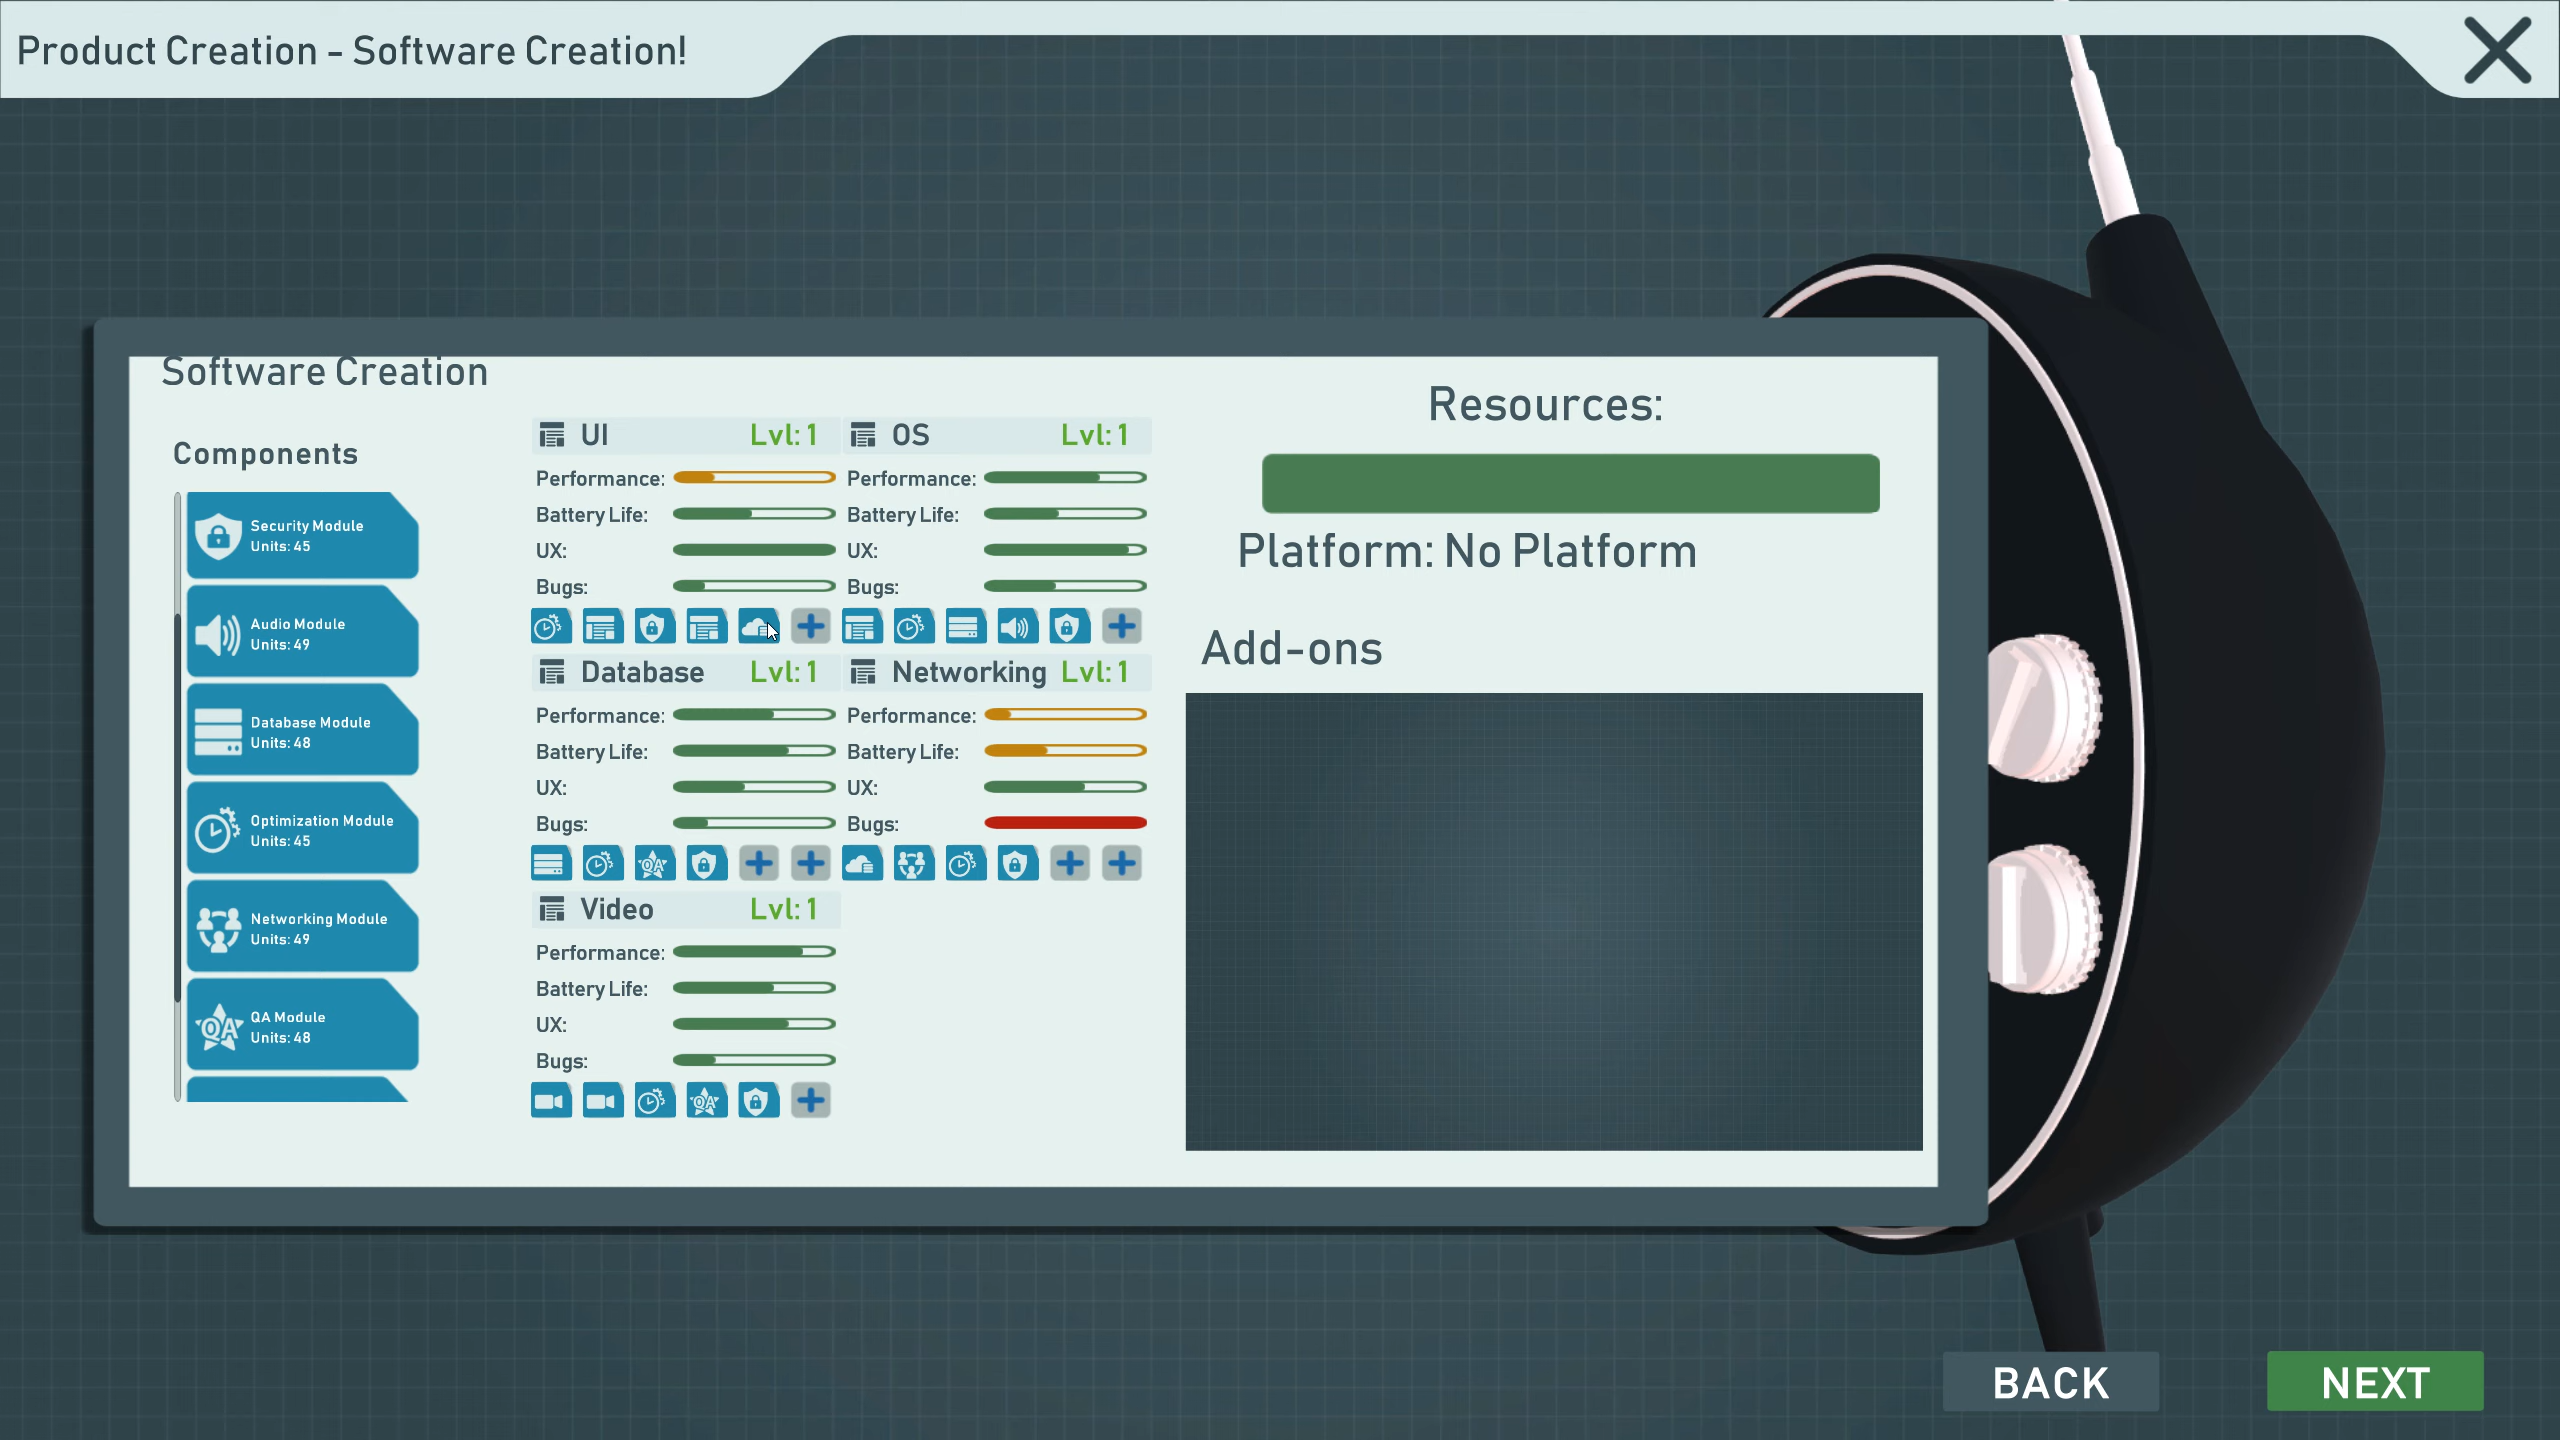 Product Creation - Software Creation!
Software Creation
Components
Security Module
Units: 45
Audio Module
Units: 49
Database Module
Units: 48
Optimization Module
Units: 45
Networking Module
Units: 49
QA Module
Units: 48
UI Lvl: 1
Performance:
Battery Life:
UX:
Bugs:
OS Lvl: 1
Performance:
Battery Life:
UX:
Bugs:
Database Lvl: 1
Performance:
Battery Life:
UX:
Bugs:
QA
Networking Lvl: 1
Performance:
Battery Life:
UX:
Bugs:
Video Lvl: 1
Performance:
Battery Life:
UX:
Bugs:
QA
Resources:
Platform: No Platform
Add-ons
BACK
NEXT